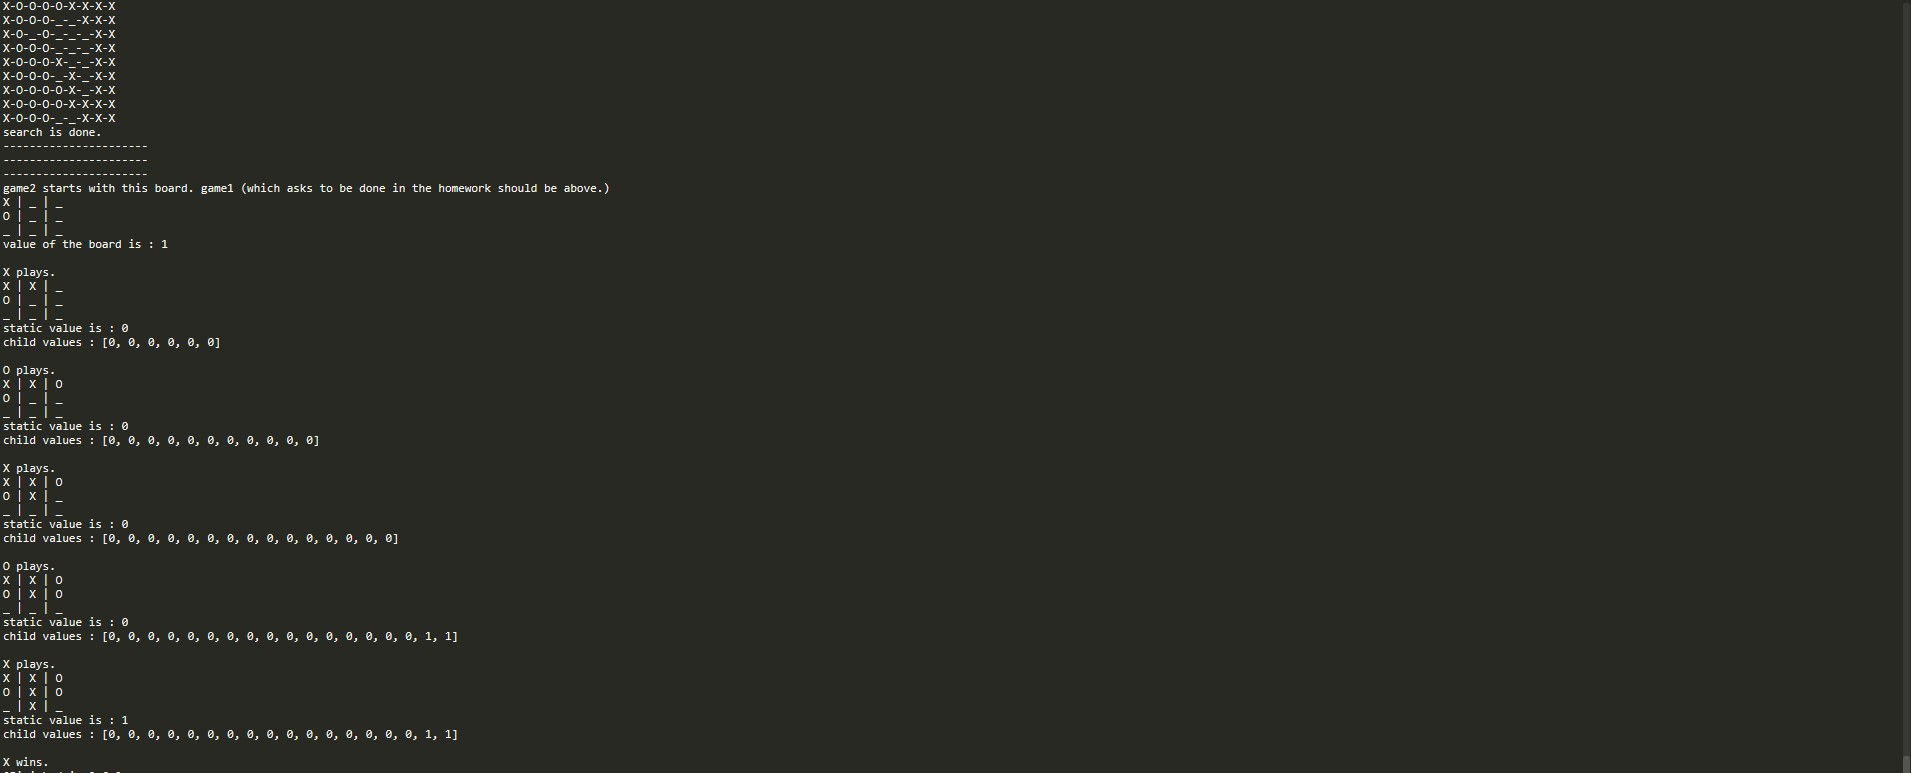 X-O-O-O-O-X-X-X-X
X-O-O-O-_-_-X-X-X
X-O-_-O-_-_-_-X-X
X-O-O-O-_-_-_-X-X
X-O-O-O-X-_-_-X-X
X-O-O-O-_-X-_-X-X
X-O-O-O-O-X-_-X-X
X-O-O-O-O-X-X-X-X
X-O-O-O-_-_-X-X-X
search is done.
----------------------
----------------------
----------------------
game2 starts with this board. game1 (which asks to be done in the homework should be above.)
X | _ | _
O | _ | _
_ | _ | _
value of the board is : 1
X plays.
X | X | _
O | _ | _
_ | _ | _
static value is : 0
child values : [0, 0, 0, 0, 0, 0]
O plays.
X | X | O
O | _ | _
_ | _ | _
static value is : 0
child values : [0, 0, 0, 0, 0, 0, 0, 0, 0, 0, 0]
X plays.
X | X | O
O | X | _
_ | _ | _
static value is : 0
child values : [0, 0, 0, 0, 0, 0, 0, 0, 0, 0, 0, 0, 0, 0, 0]
O plays.
X | X | O
O | X | O
_ | _ | _
static value is : 0
child values : [0, 0, 0, 0, 0, 0, 0, 0, 0, 0, 0, 0, 0, 0, 0, 0, 1, 1]
X plays.
X | X | O
O | X | O
_ | X | _
static value is : 1
child values : [0, 0, 0, 0, 0, 0, 0, 0, 0, 0, 0, 0, 0, 0, 0, 0, 1, 1]
X wins.